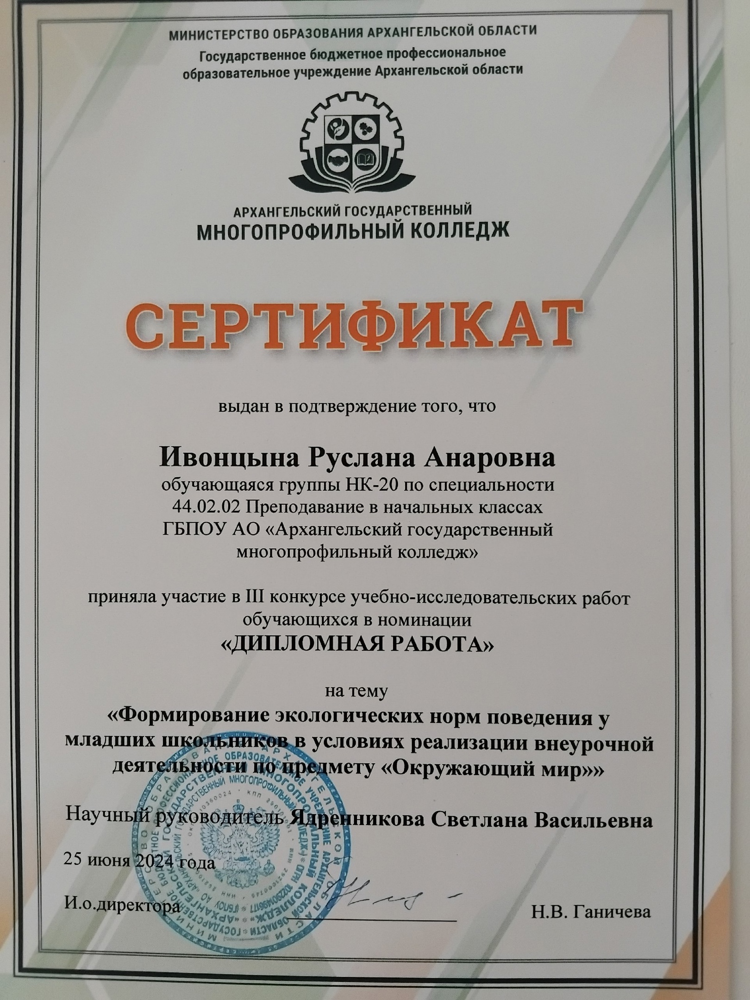 МИНИСТЕРСТВО ОБРАЗОВАНИЯ АРХАНГЕЛЬСКОЙ ОБЛАСТИ
Государственное бюджетное профессиональное
образовательное учреждение Архангельской области
АРХАНГЕЛЬСКИЙ ГОСУДАРСТВЕННЫЙ
МНОГОПРОФИЛЬНЫЙ КОЛЛЕДЖ
СЕРТИФИКАТ
выдан в подтверждение того, что
Ивонцына Руслана Анаровна
обучающаяся группы НК-20 по специальности
44.02.02 Преподавание в начальных классах
ГБПОУ АО «Архангельский государственный
многопрофильный колледж»
приняла участие в III конкурсе учебно-исследовательских работ
обучающихся в номинации
«ДИПЛОМНАЯ РАБОТА»
на тему
«Формирование экологических норм поведения у
младших школьников в условиях реализации внеурочной
деятельности по предмету «Окружающий мир»»
Научный руководитель Ядренникова Светлана Васильевна
25 июня 2024 года
И.о.директора
Н.В. Ганичева